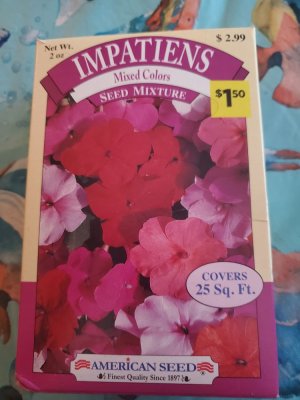 Net Wt.
2 oz
$ 2.99
IMPATIENS
Mixed Colors
SEED MIXTURE
$1.50
COVERS
25 Sq. Ft.
AMERICAN SEED
Finest Quality Since 1897